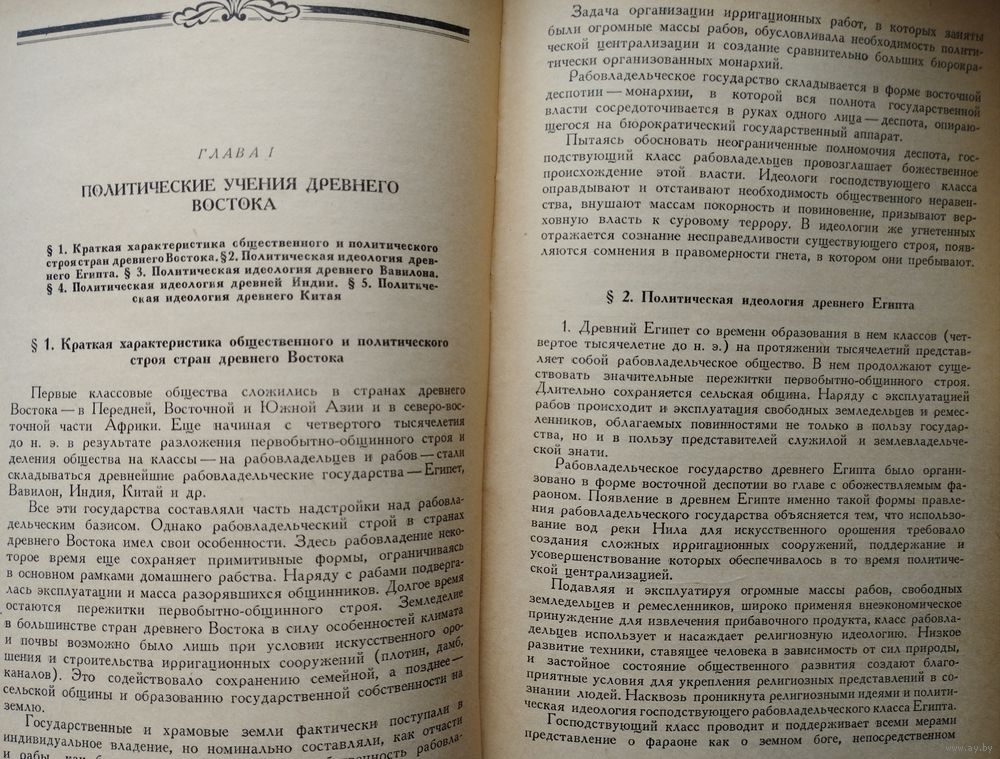 ГЛАВА I
ПОЛИТИЧЕСКИЕ УЧЕНИЯ ДРЕВНЕГО
ВОСТОКА
§ 1. Краткая характеристика общественного и политического
строя стран древнего Востока. § 2. Политическая идеология древ-
него Египта. § 3. Политическая идеология древнего Вавилона.
§ 4. Политическая идеология древней Индии. § 5. Политиче-
ская идеология древнего Китая
§ 1. Краткая характеристика общественного и политического
строя стран древнего Востока
Первые классовые общества сложились в странах древнего
Востока — в Передней, Восточной и Южной Азии и в северо-вос-
точной части Африки. Еще начиная с четвертого тысячелетия
до н. э. в результате разложения первобытно-общинного строя и
деления общества на классы — на рабовладельцев и рабов — стали
складываться древнейшие рабовладельческие государства — Египет,
Вавилон, Индия, Китай и др.
Все эти государства составляли часть надстройки над рабовла-
дельческим базисом. Однако рабовладельческий строй в странах
древнего Востока имел свои особенности. Здесь рабовладение неко-
торое время еще сохраняет примитивные формы, ограничиваясь
в основном рамками домашнего рабства. Наряду с рабами подверга-
лась эксплуатации и масса разорявшихся общинников. Долгое время
остаются пережитки первобытно-общинного строя. Земледелие
в большинстве стран древнего Востока в силу особенностей климата
и почвы возможно было лишь при условии искусственного оро-
шения и строительства ирригационных сооружений (плотин, дамб,
каналов). Это содействовало сохранению семейной, а позднее —
сельской общины и образованию государственной собственности на
землю.
Государственные и храмовые земли фактически поступали в
индивидуальное владение, но номинально составляли, как отчасти
и рабы,
Задача организации ирригационных работ, в которых заняты
были огромные массы рабов, обусловливала необходимость полити-
ческой централизации и создание сравнительно больших бюрокра-
тически организованных монархий.
Рабовладельческое государство складывается в форме восточной
деспотии — монархии, в которой вся полнота государственной
власти сосредоточивается в руках одного лица — деспота, опираю-
щегося на бюрократический государственный аппарат.
Пытаясь обосновать неограниченные полномочия деспота, гос-
подствующий класс рабовладельцев провозглашает божественное
происхождение этой власти. Идеологи господствующего класса
оправдывают и отстаивают необходимость общественного неравен-
ства, внушают массам покорность и повиновение, призывают вер-
ховную власть к суровому террору. В идеологии же угнетенных
отражается сознание несправедливости существующего строя, появ-
ляются сомнения в правомерности гнета, в котором они пребывают.
§ 2. Политическая идеология древнего Египта
1. Древний Египет со времени образования в нем классов (чет-
вертое тысячелетие до н. э.) на протяжении тысячелетий представ-
ляет собой рабовладельческое общество. В нем продолжают суще-
ствовать значительные пережитки первобытно-общинного строя.
Длительно сохраняется сельская община. Наряду с эксплуатацией
рабов происходит и эксплуатация свободных земледельцев и ремес-
ленников, облагаемых повинностями не только в пользу государ-
ства, но и в пользу представителей служилой и землевладельче-
ской знати.
Рабовладельческое государство древнего Египта было органи-
зовано в форме восточной деспотии во главе с обожествляемым фа-
раоном. Появление в древнем Египте именно такой формы правле-
ния рабовладельческого государства объясняется тем, что использо-
вание вод реки Нила для искусственного орошения требовало
создания сложных ирригационных сооружений, поддержание и
усовершенствование которых обеспечивалось в то время политиче-
ской централизацией.
Подавляя и эксплуатируя огромные массы рабов, свободных
земледельцев и ремесленников, широко применяя внеэкономическое
принуждение для извлечения прибавочного продукта, класс рабовла-
дельцев использует и насаждает религиозную идеологию. Низкое
развитие техники, ставящее человека в зависимость от сил природы,
и застойное состояние общественного развития создают благо-
приятные условия для укрепления религиозных представлений в со-
знании людей. Насквозь проникнута религиозными идеями и полити-
ческая идеология господствующего рабовладельческого класса Египта.
Господствующий класс проводит и поддерживает всеми мерами
представление о фараоне как о земном боге, непосредственном
www.ay.by